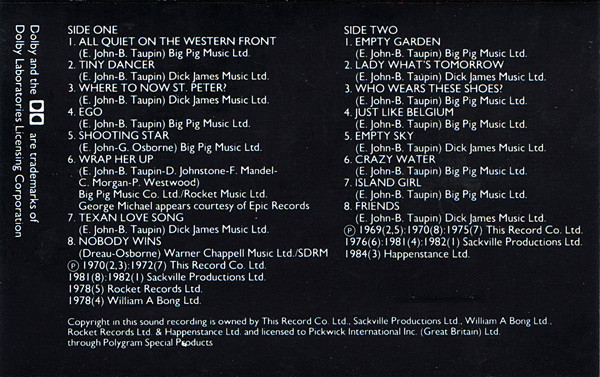 Dolby and the are trademarks of
Dolby Laboratories Licensing Corporation
SIDE ONE
1. ALL QUIET ON THE WESTERN FRONT
(E. John-B. Taupin) Big Pig Music Ltd.
2. TINY DANCER
(E. John-B. Taupin) Dick James Music Ltd.
3. WHERE TO NOW ST. PETER?
(E. John-B. Taupin) Dick James Music Ltd.
4. EGO
(E. John-B. Taupin) Big Pig Music Ltd.
5. SHOOTING STAR
(E. John-G. Osborne) Big Pig Music Ltd.
6. WRAP HER UP
(E. John-B. Taupin-D. Johnstone-F. Mandel-
C. Morgan-P. Westwood)
Big Pig Music Co. Ltd./Rocket Music Ltd.
George Michael appears courtesy of Epic Records
7. TEXAN LOVE SONG
(E. John-B. Taupin) Dick James Music Ltd.
8. NOBODY WINS
(Dreau-Osborne) Warner Chappell Music Ltd./SDRM
Ⓟ 1970(2,3):1972(7) This Record Co. Ltd.
1981(8):1982(1) Sackville Productions Ltd.
1978(5) Rocket Records Ltd.
1978(4) William A Bong Ltd.
SIDE TWO
1. EMPTY GARDEN
(E. John-B. Taupin) Big Pig Music Ltd.
2. LADY WHAT'S TOMORROW
(E. John-B. Taupin) Dick James Music Ltd.
3. WHO WEARS THESE SHOES?
(E. John-B. Taupin) Big Pig Music Ltd.
4. JUST LIKE BELGIUM
(E. John-B. Taupin) Big Pig Music Ltd.
5. EMPTY SKY
(E. John-B. Taupin) Dick James Music Ltd.
6. CRAZY WATER
(E. John-B. Taupin) Big Pig Music Ltd.
7. ISLAND GIRL
(E. John-B. Taupin) Big Pig Music Ltd.
8. FRIENDS
(E. John-B. Taupin) Dick James Music Ltd.
Ⓟ 1969(2,5):1970(8):1975(7) This Record Co. Ltd.
1976(6):1981(4):1982(1) Sackville Productions Ltd.
1984(3) Happenstance Ltd.
Copyright in this sound recording is owned by This Record Co. Ltd., Sackville Productions Ltd., William A Bong Ltd.,
Rocket Records Ltd. & Happenstance Ltd. and licensed to Pickwick International Inc. (Great Britain) Ltd.
through Polygram Special Products